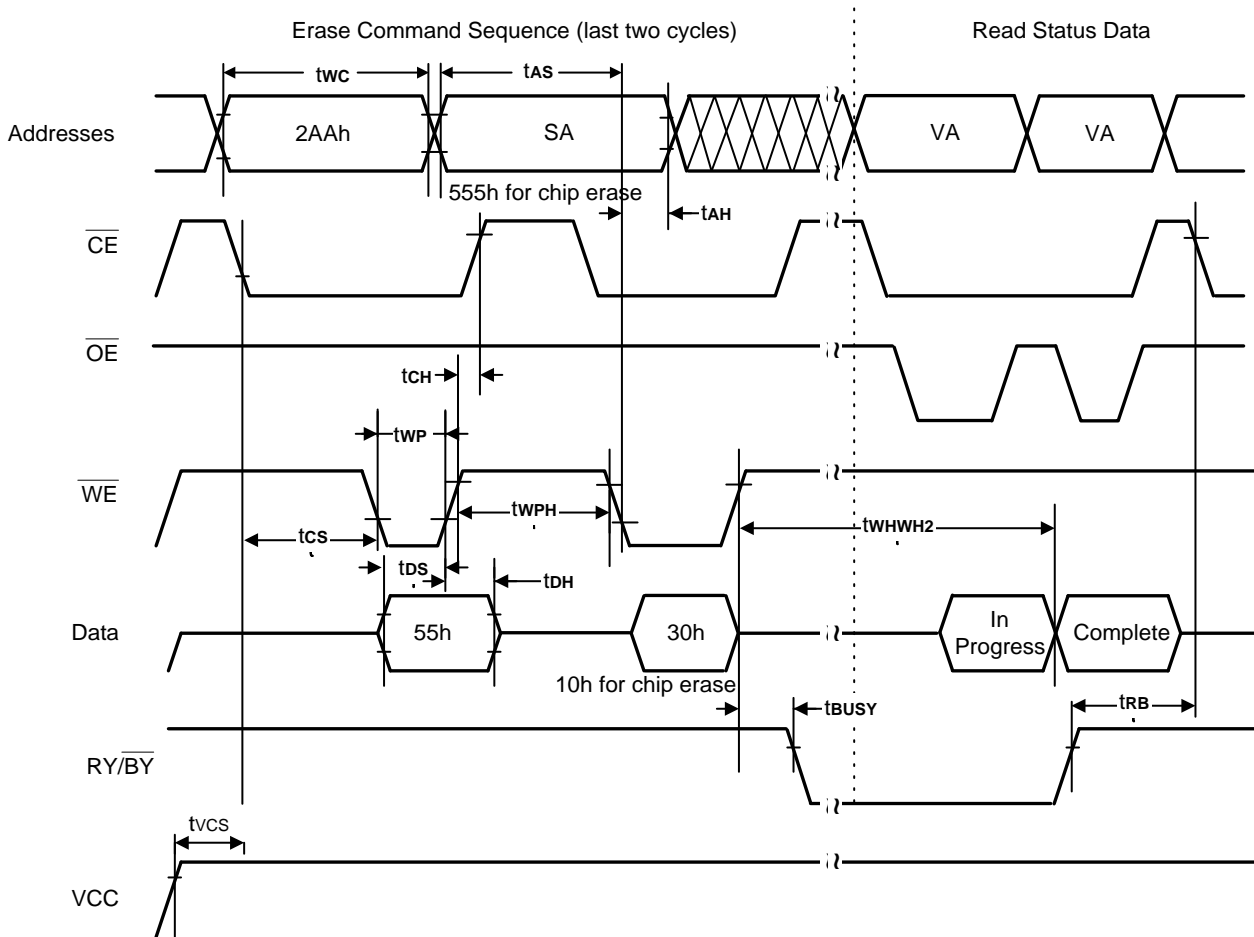 Erase Command Sequence (last two cycles)
Read Status Data
tWC
tAS
Addresses
2AAh
SA
VA
VA
555h for chip erase
tAH
CE
OE
tCH
tWP
WE
tWPH
tWHWH2
tCS
tDS
tDH
Data
55h
30h
In
Progress
Complete
10h for chip erase
tBUSY
tRB
RY/BY
tVCS
VCC